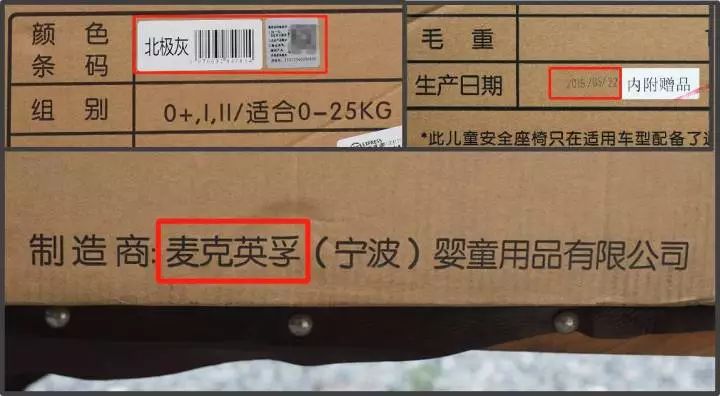 颜色 北极灰
条码
组别 0+,I,II/适合0-25KG
毛重
生产日期 2018/05/22 内附赠品
*此儿童安全座椅只在适用车型配备了
制造商:麦克英孚（宁波）婴童用品有限公司